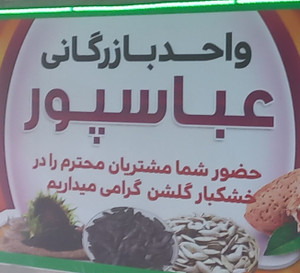 واحد بازرگانی
عباسپور
حضور شما مشتریان محترم را در
خشکبار گلشن گرامی میداریم